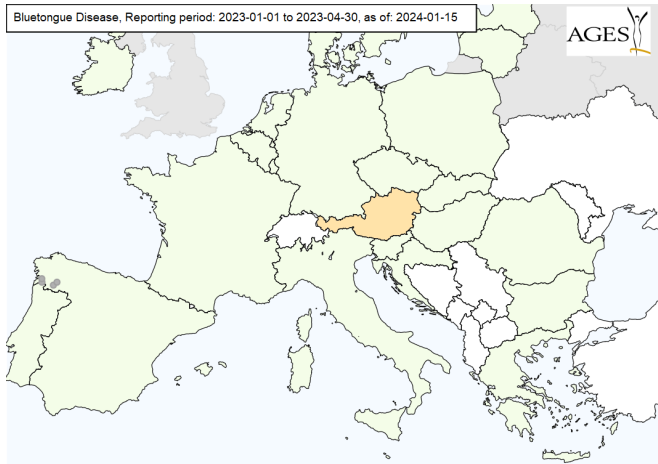 Bluetongue Disease, Reporting period: 2023-01-01 to 2023-04-30, as of: 2024-01-15
AGES